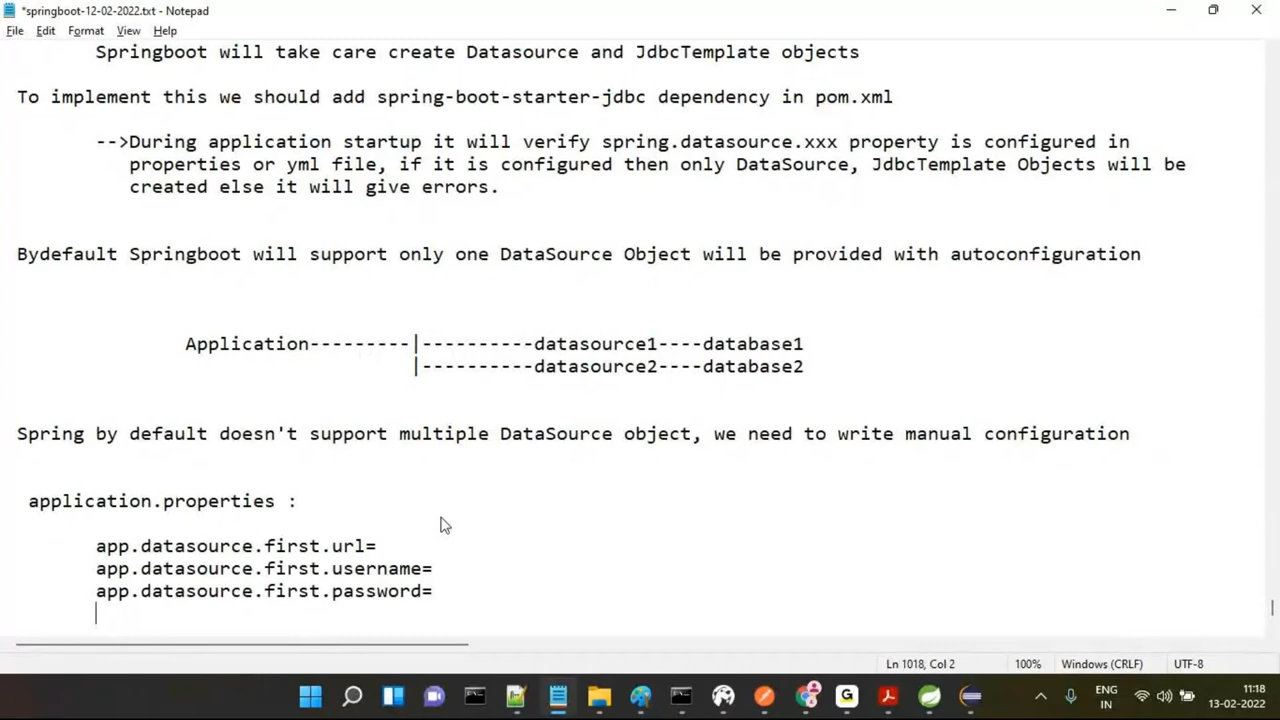 *springboot-12-02-2022.txt - Notepad
File Edit Format View Help
Springboot will take care create Datasource and JdbcTemplate objects
To implement this we should add spring-boot-starter-jdbc dependency in pom.xml
-->During application startup it will verify spring.datasource.xxx property is configured in
properties or yml file, if it is configured then only DataSource, JdbcTemplate Objects will be
created else it will give errors.
Bydefault Springboot will support only one DataSource Object will be provided with autoconfiguration
Application---------|----------datasource1----database1
|----------datasource2----database2
Spring by default doesn't support multiple DataSource object, we need to write manual configuration
application.properties :
app.datasource.first.url=
app.datasource.first.username=
app.datasource.first.password=
Ln 1018, Col 2 100% Windows (CRLF) UTF-8
ENG
IN
11:18
13-02-2022